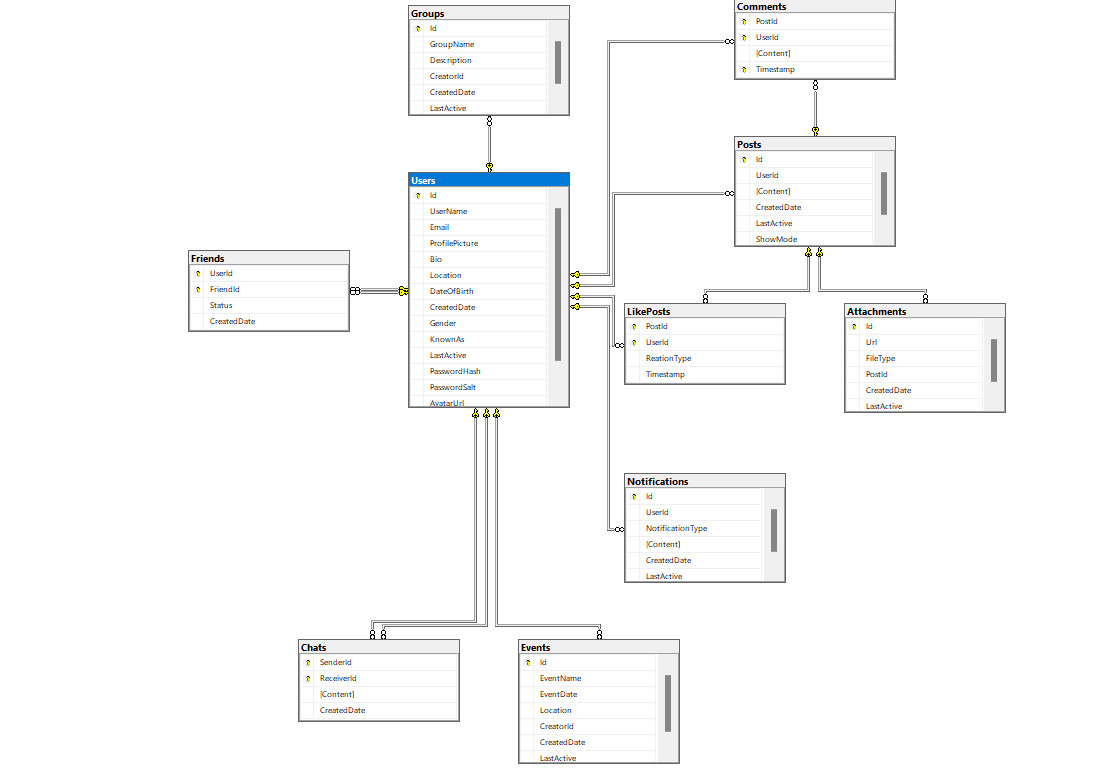 Groups
Id
GroupName
Description
CreatorId
CreatedDate
LastActive
Comments
PostId
UserId
[Content]
Timestamp
Posts
Id
UserId
[Content]
CreatedDate
LastActive
ShowMode
Users
Id
UserName
Email
ProfilePicture
Bio
Location
DateOfBirth
CreatedDate
Gender
KnownAs
LastActive
PasswordHash
PasswordSalt
AvatarUrl
Friends
UserId
FriendId
Status
CreatedDate
LikePosts
PostId
UserId
ReationType
Timestamp
Attachments
Id
Url
FileType
PostId
CreatedDate
LastActive
Notifications
Id
UserId
NotificationType
[Content]
CreatedDate
LastActive
Chats
SenderId
ReceiverId
[Content]
CreatedDate
Events
Id
EventName
EventDate
Location
CreatorId
CreatedDate
LastActive